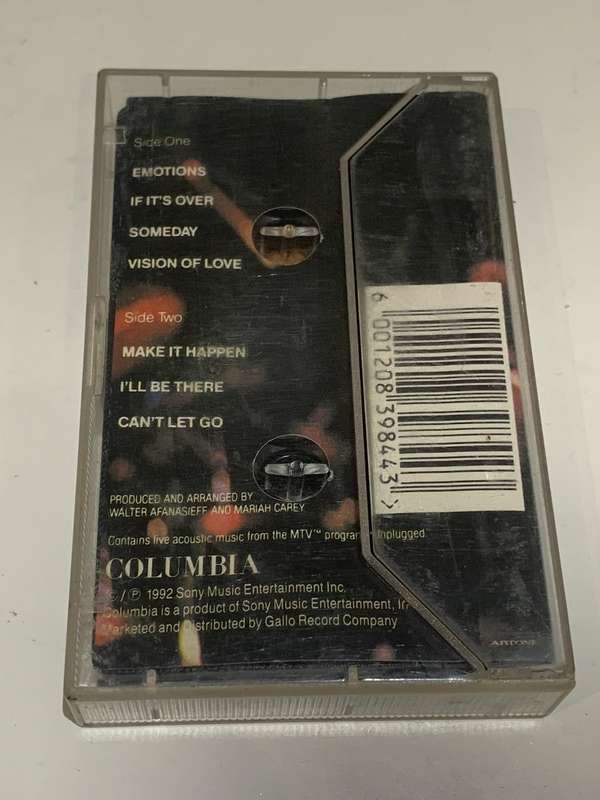 Side One
EMOTIONS
IF IT'S OVER
SOMEDAY
VISION OF LOVE
Side Two
MAKE IT HAPPEN
I'LL BE THERE
CAN'T LET GO
PRODUCED AND ARRANGED BY
WALTER AFANASIEFF AND MARIAH CAREY
Contains live acoustic music from the MTV™ program Unplugged
COLUMBIA
©/℗ 1992 Sony Music Entertainment Inc.
Columbia is a product of Sony Music Entertainment,
Marketed and distributed by Gallo Record Company
6 001208 398443 >
ARTONE